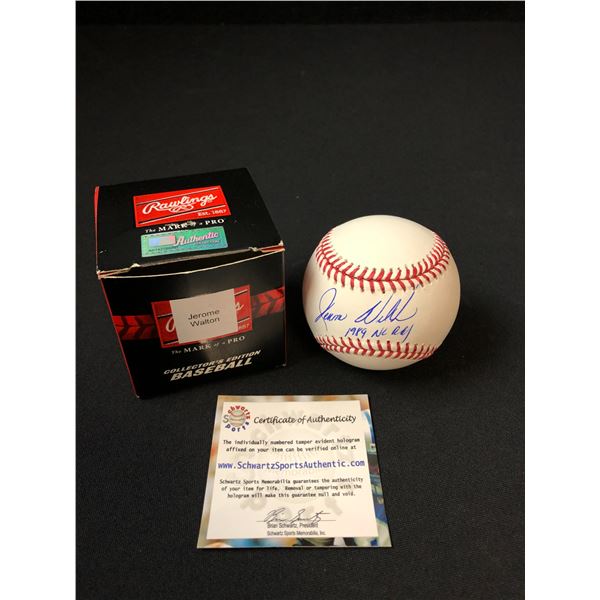 Rawlings
EST. 1887
The MARK of a PRO
Authentic
Jerome
Walton
The MARK of a PRO
COLLECTOR'S EDITION
BASEBALL
1989 NL ROY
Schwartz
Sports
Certificate of Authenticity
The individually numbered tamper evident hologram
affixed on your item can be verified online at
www.SchwartzSportsAuthentic.com
Schwartz Sports Memorabilia guarantees the authenticity
of your item for life. Removal or tampering with the
hologram will make this guarantee null and void.
Brian Schwartz, President
Schwartz Sports Memorabilia, Inc.